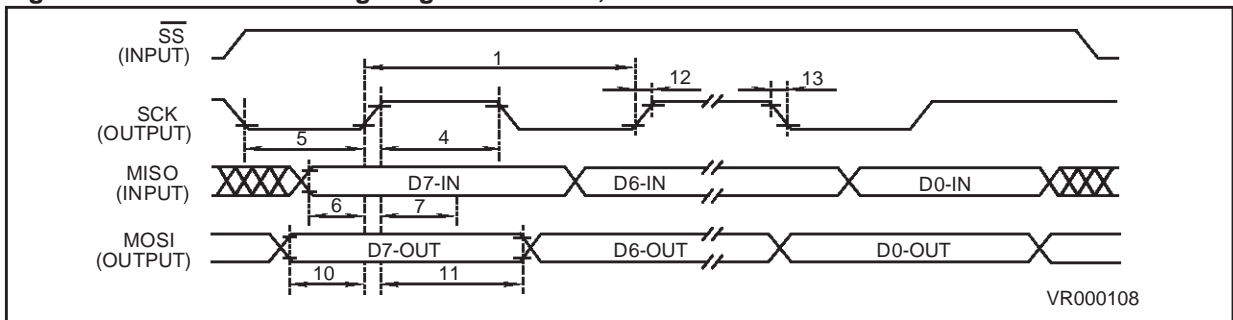 SS
(INPUT)
1
12
13
SCK
(OUTPUT)
5
4
MISO
(INPUT)
D7-IN
D6-IN
D0-IN
6
7
MOSI
(OUTPUT)
D7-OUT
D6-OUT
D0-OUT
10
11
VR000108